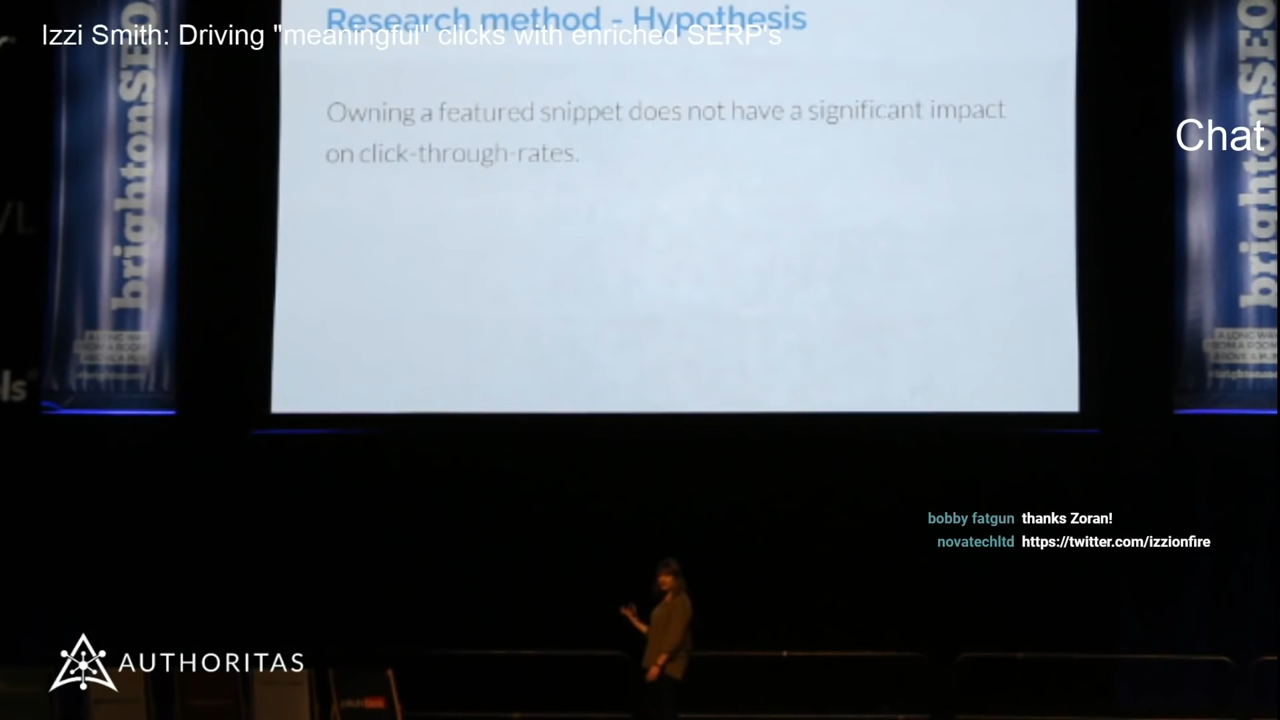 Research method - Hypothesis
Izzi Smith: Driving "meaningful" clicks with enriched SERP's
Owning a featured snippet does not have a significant impact
on click-through-rates.
brightonSEO
Chat
brightonSEO
bobby fatgun thanks Zoran!
novatechltd https://twitter.com/izzionfire
AUTHORITAS